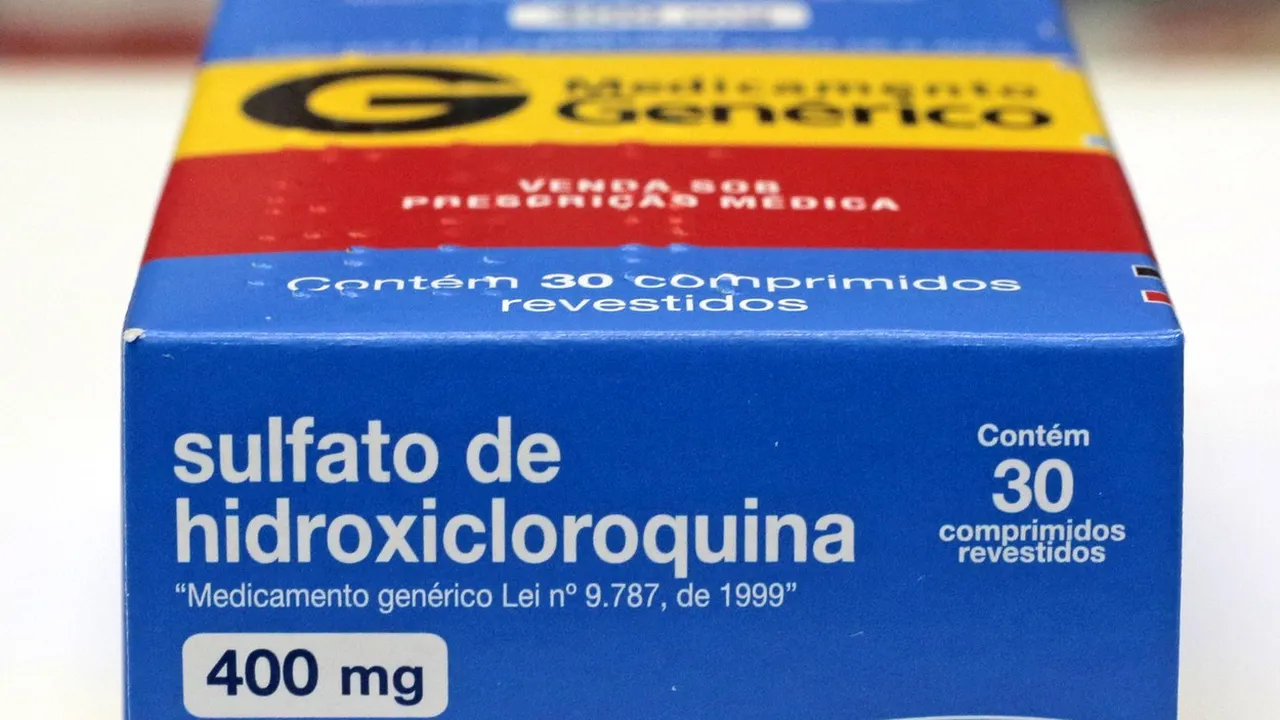 G Medicamento
Genérico
VENDA SOB
PRESCRIÇÃO MÉDICA
Contém 30 comprimidos
revestidos
sulfato de
hidroxicloroquina
“Medicamento genérico Lei nº 9.787, de 1999”
400 mg
Contém
30
comprimidos
revestidos